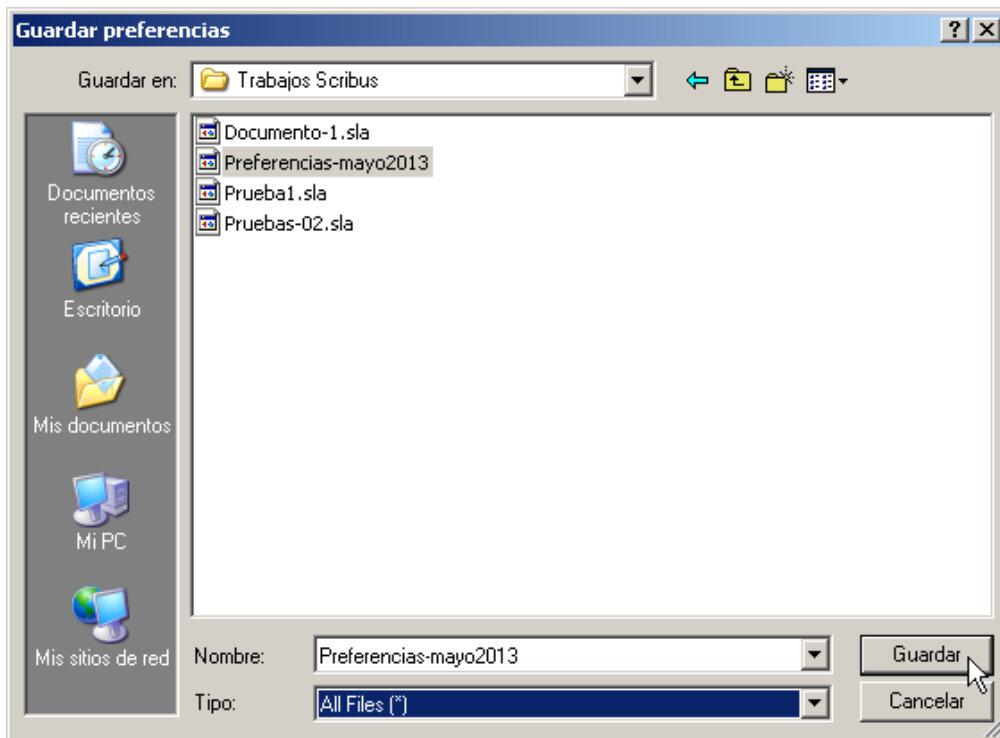 Guardar preferencias
Guardar en: Trabajos Scribus
Documentos
recientes
Escritorio
Mis documentos
Mi PC
Mis sitios de red
Documento-1.sla
Preferencias-mayo2013
Prueba1.sla
Pruebas-02.sla
Nombre: Preferencias-mayo2013 Guardar
Tipo: All Files (*) Cancelar